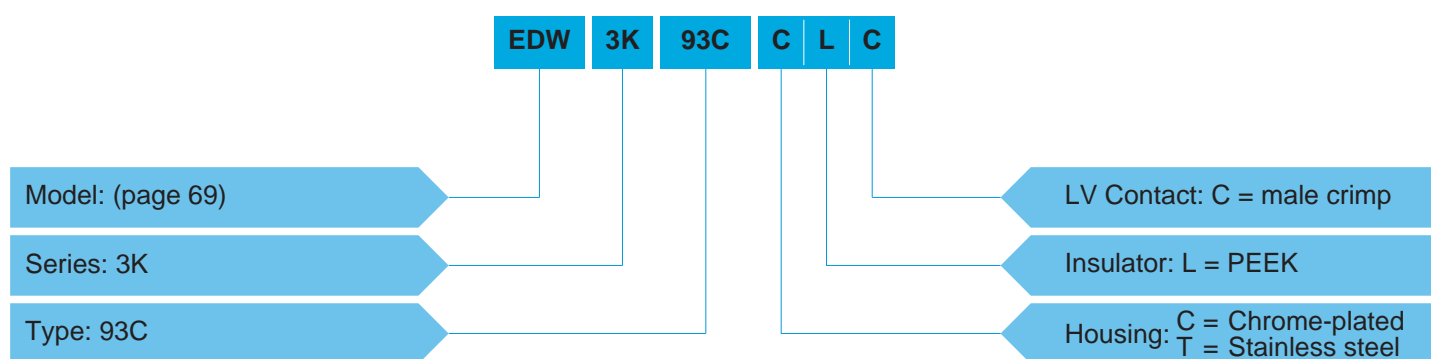 EDW 3K 93C C L C
Model: (page 69)
LV Contact: C = male crimp
Series: 3K
Insulator: L = PEEK
Type: 93C
Housing: C = Chrome-plated
T = Stainless steel